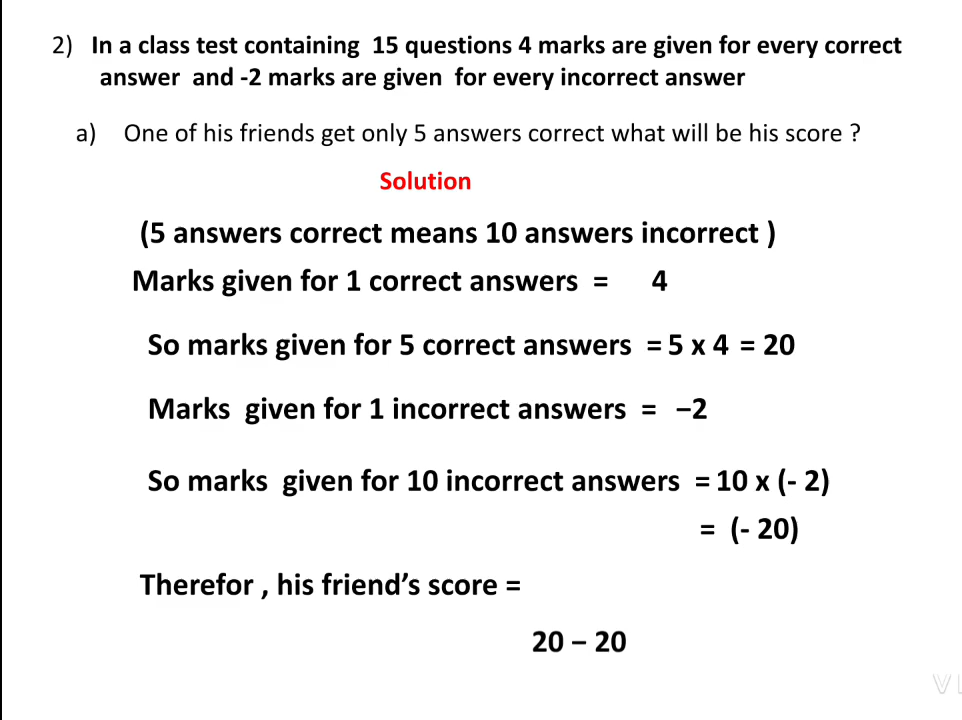 2) In a class test containing 15 questions 4 marks are given for every correct
answer and -2 marks are given for every incorrect answer
a) One of his friends get only 5 answers correct what will be his score ?
Solution
(5 answers correct means 10 answers incorrect )
Marks given for 1 correct answers = 4
So marks given for 5 correct answers = 5 x 4 = 20
Marks given for 1 incorrect answers = −2
So marks given for 10 incorrect answers = 10 x (- 2)
= (- 20)
Therefor , his friend’s score =
20 − 20